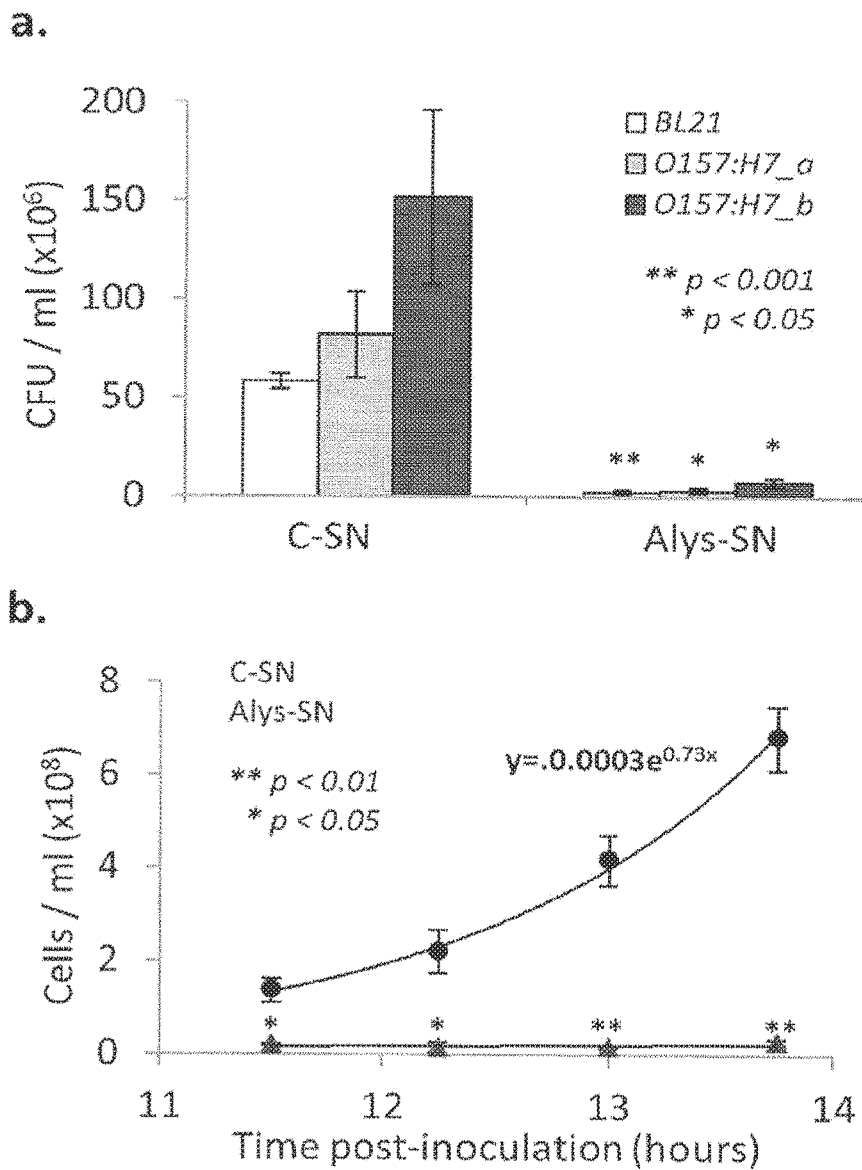 a.
200
150
100
50
0
CFU / ml (x10⁶)
BL21
O157:H7_a
O157:H7_b
** p < 0.001
* p < 0.05
** * *
C-SN Alys-SN
b.
8
6
4
2
0
Cells / ml (x10⁸)
C-SN
Alys-SN
** p < 0.01
* p < 0.05
y=.0.0003e^0.73x
* * ** **
11 12 13 14
Time post-inoculation (hours)